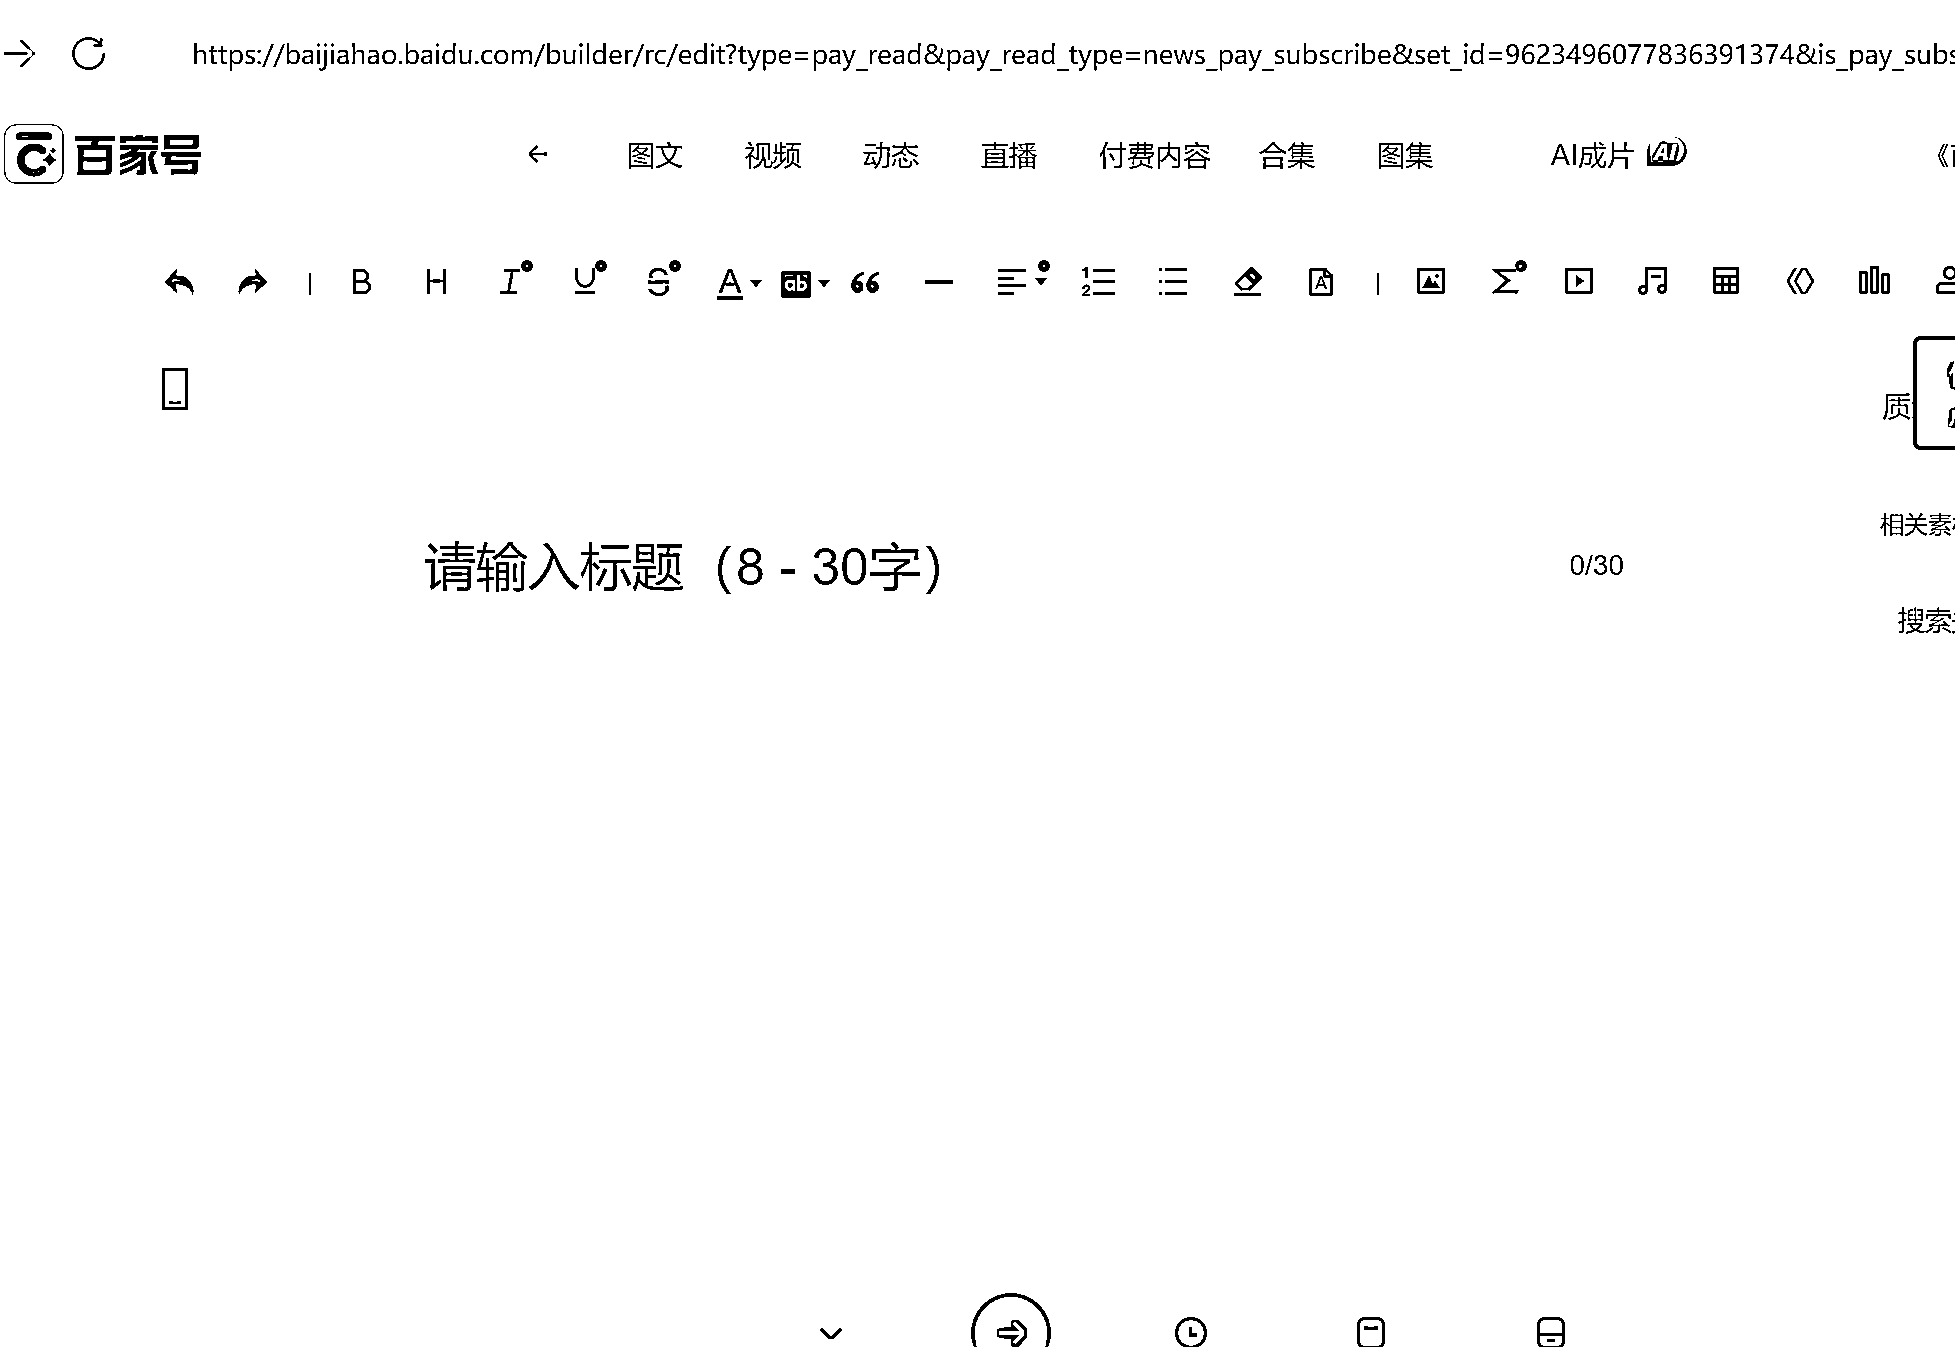 https://baijiahao.baidu.com/builder/rc/edit?type=pay_read&pay_read_type=news_pay_subscribe&set_id=9623496077836391374&is_pay_subs
百家号 图文 视频 动态 直播 付费内容 合集 图集 AI成片 AI
质
相关素
请输入标题（8 - 30字） 0/30
搜索